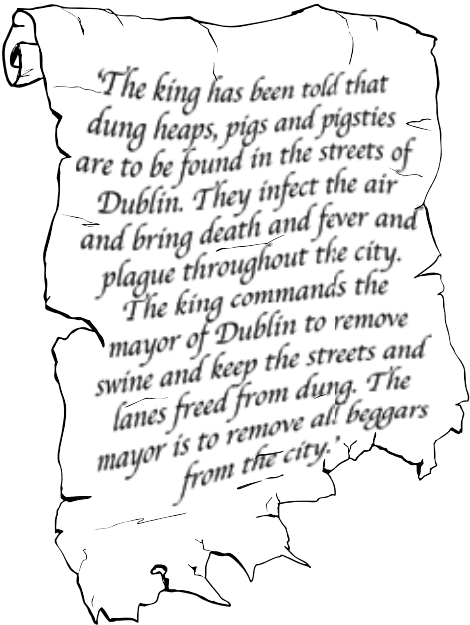 'The king has been told that
dung heaps, pigs and pigsties
are to be found in the streets of
Dublin. They infect the air
and bring death and fever and
plague throughout the city.
The king commands the
mayor of Dublin to remove
swine and keep the streets and
lanes freed from dung. The
mayor is to remove all beggars
from the city.'